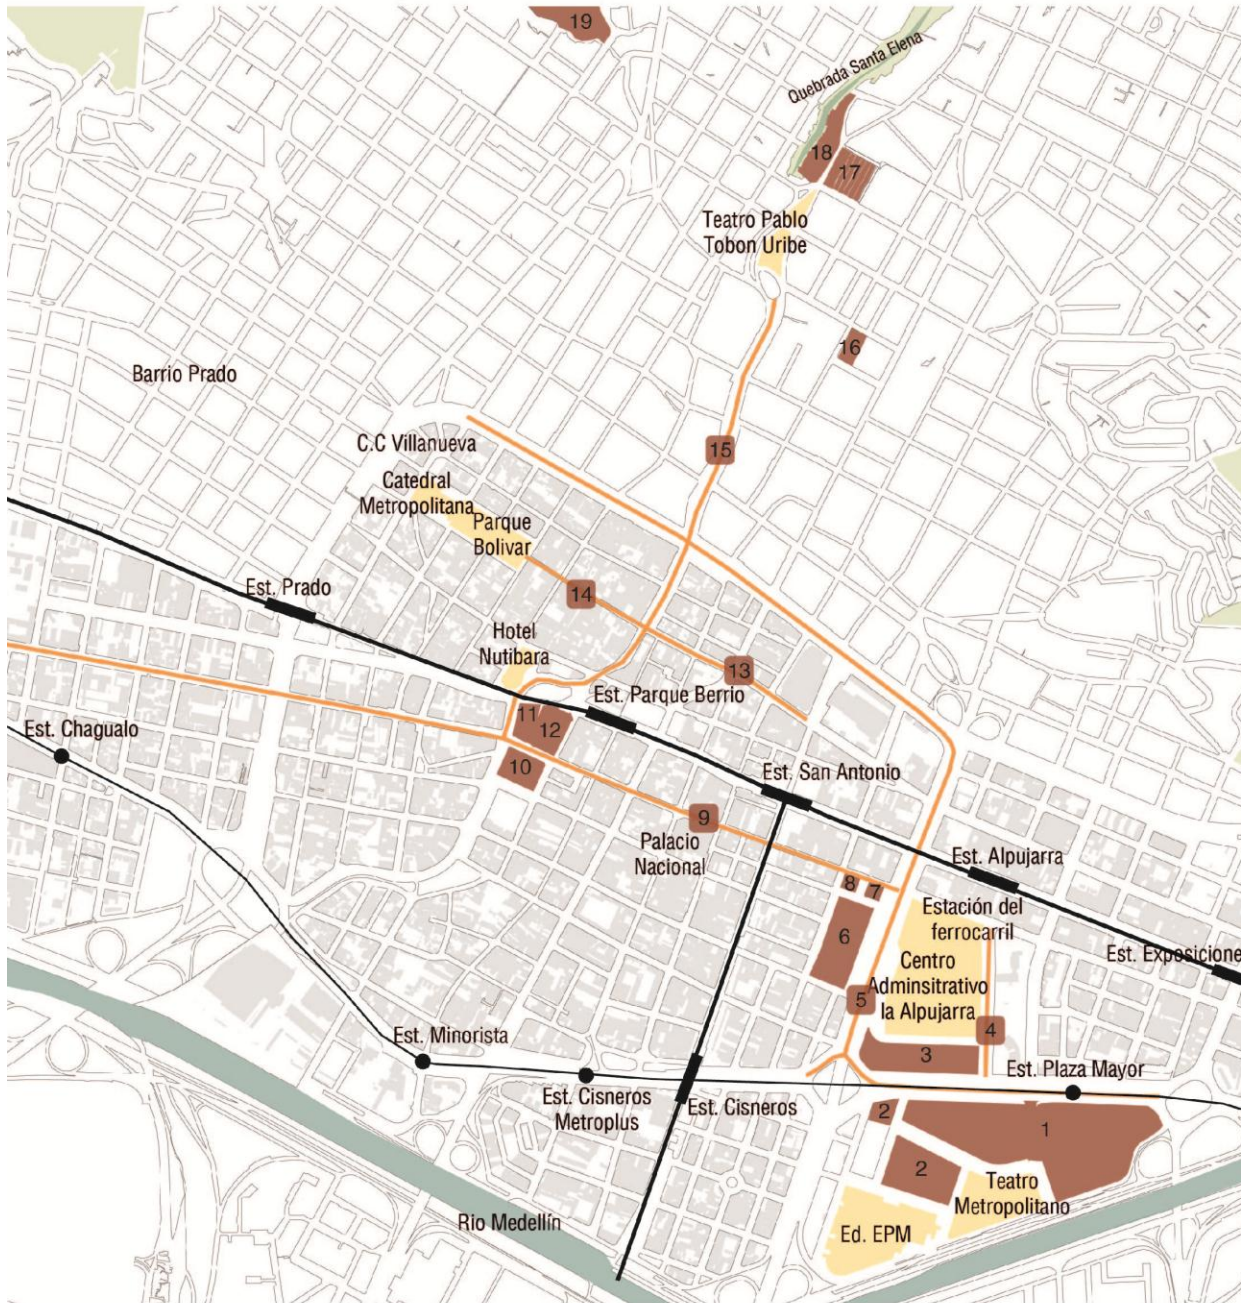 19
Quebrada Santa Elena
18
17
Teatro Pablo
Tobon Uribe
16
Barrio Prado
C.C Villanueva
15
Catedral
Metropolitana
Parque
Bolivar
Est. Prado
14
Hotel
Nutibara
13
Est. Parque Berrio
11
12
Est. Chagualo
10
Est. San Antonio
9
Palacio
Nacional
Est. Alpujarra
8
7
Estación del
ferrocarril
6
Est. Exposicione
Centro
Adminsitrativo
la Alpujarra
5
4
Est. Minorista
3
Est. Plaza Mayor
Est. Cisneros
Metroplus
Est. Cisneros
2
1
2
Teatro
Metropolitano
Rio Medellín
Ed. EPM